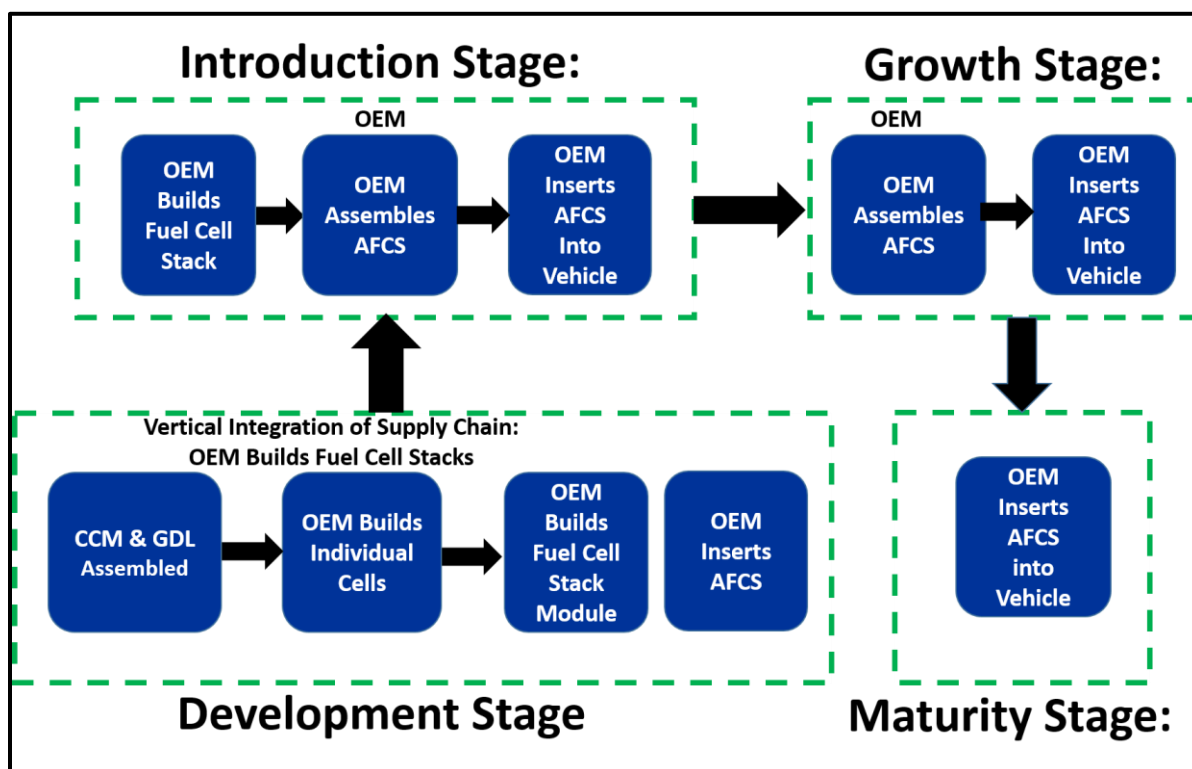 Introduction Stage:
OEM
OEM
Builds
Fuel Cell
Stack
OEM
Assembles
AFCS
OEM
Inserts
AFCS
Into
Vehicle
Growth Stage:
OEM
OEM
Assembles
AFCS
OEM
Inserts
AFCS
Into
Vehicle
Vertical Integration of Supply Chain:
OEM Builds Fuel Cell Stacks
CCM & GDL
Assembled
OEM Builds
Individual
Cells
OEM
Builds
Fuel Cell
Stack
Module
OEM
Inserts
AFCS
Development Stage
OEM
Inserts
AFCS
into
Vehicle
Maturity Stage: